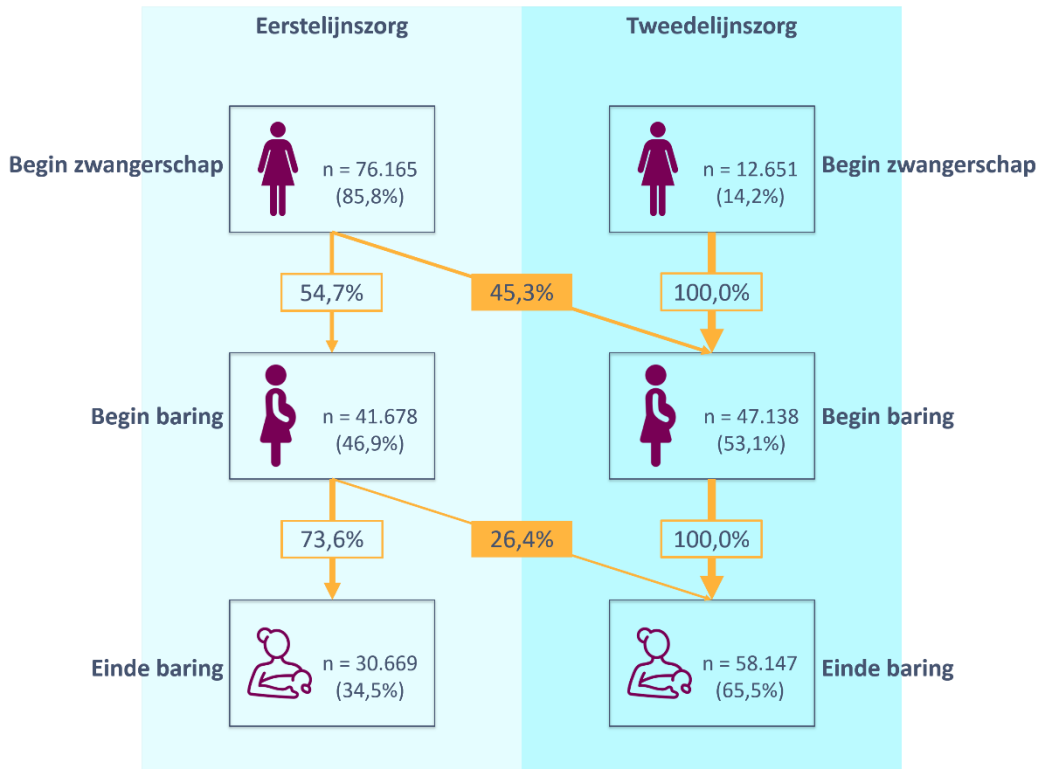 Eerstelijnszorg
Tweedelijnszorg
Begin zwangerschap
n = 76.165
(85,8%)
n = 12.651
(14,2%)
Begin zwangerschap
54,7%
45,3%
100,0%
Begin baring
n = 41.678
(46,9%)
n = 47.138
(53,1%)
Begin baring
73,6%
26,4%
100,0%
Einde baring
n = 30.669
(34,5%)
n = 58.147
(65,5%)
Einde baring